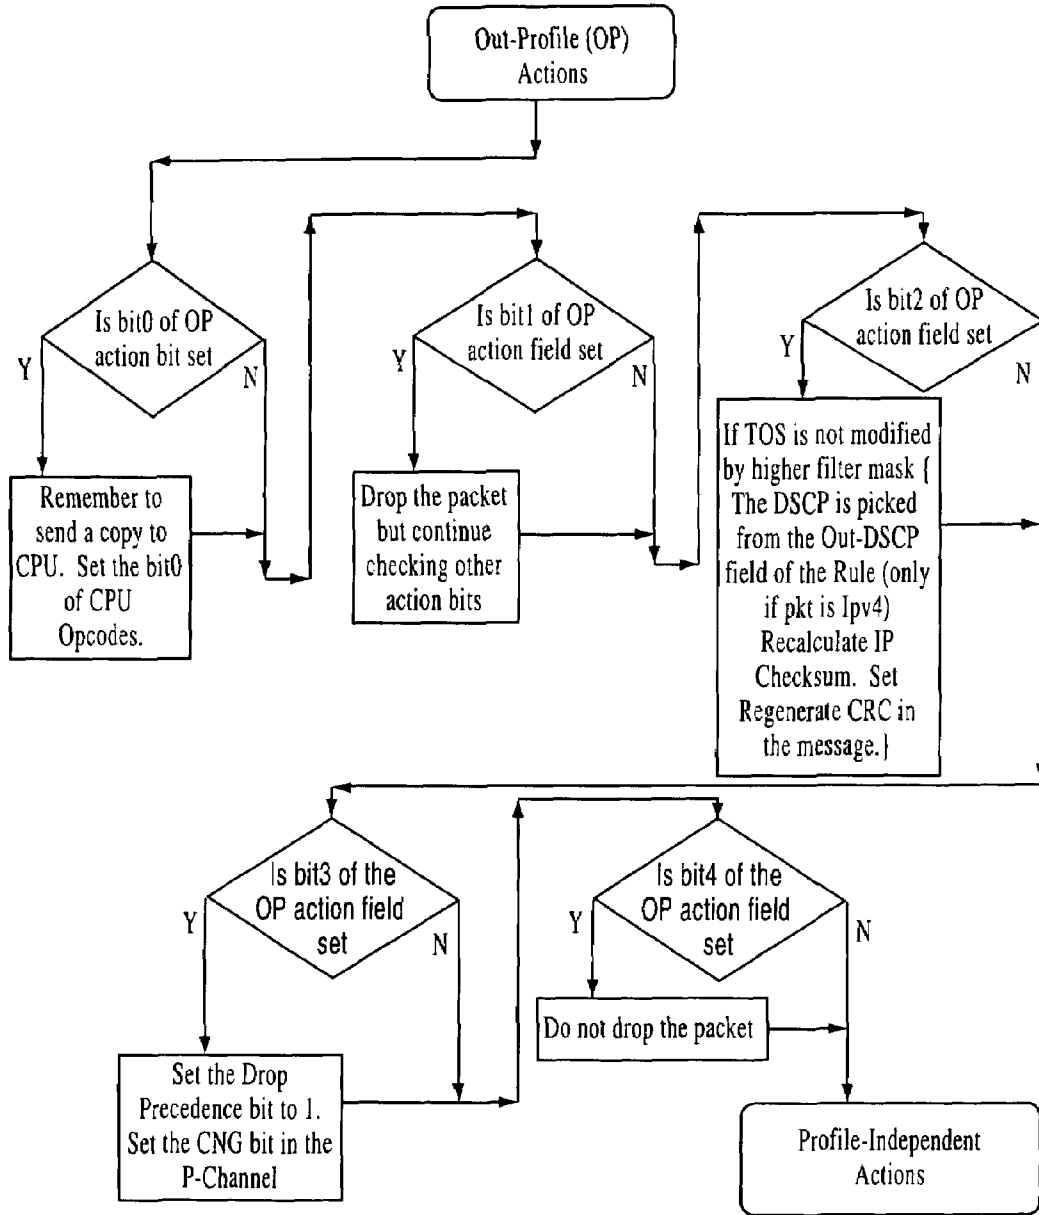 Out-Profile (OP)
Actions
Is bit0 of OP
action bit set
Y
N
Remember to
send a copy to
CPU. Set the bit0
of CPU
Opcodes.
Is bit1 of OP
action field set
Y
N
Drop the packet
but continue
checking other
action bits
Is bit2 of OP
action field set
Y
N
If TOS is not modified
by higher filter mask {
The DSCP is picked
from the Out-DSCP
field of the Rule (only
if pkt is Ipv4)
Recalculate IP
Checksum. Set
Regenerate CRC in
the message.}
Is bit3 of the
OP action field
set
Y
N
Set the Drop
Precedence bit to 1.
Set the CNG bit in the
P-Channel
Is bit4 of the
OP action field
set
Y
N
Do not drop the packet
Profile-Independent
Actions